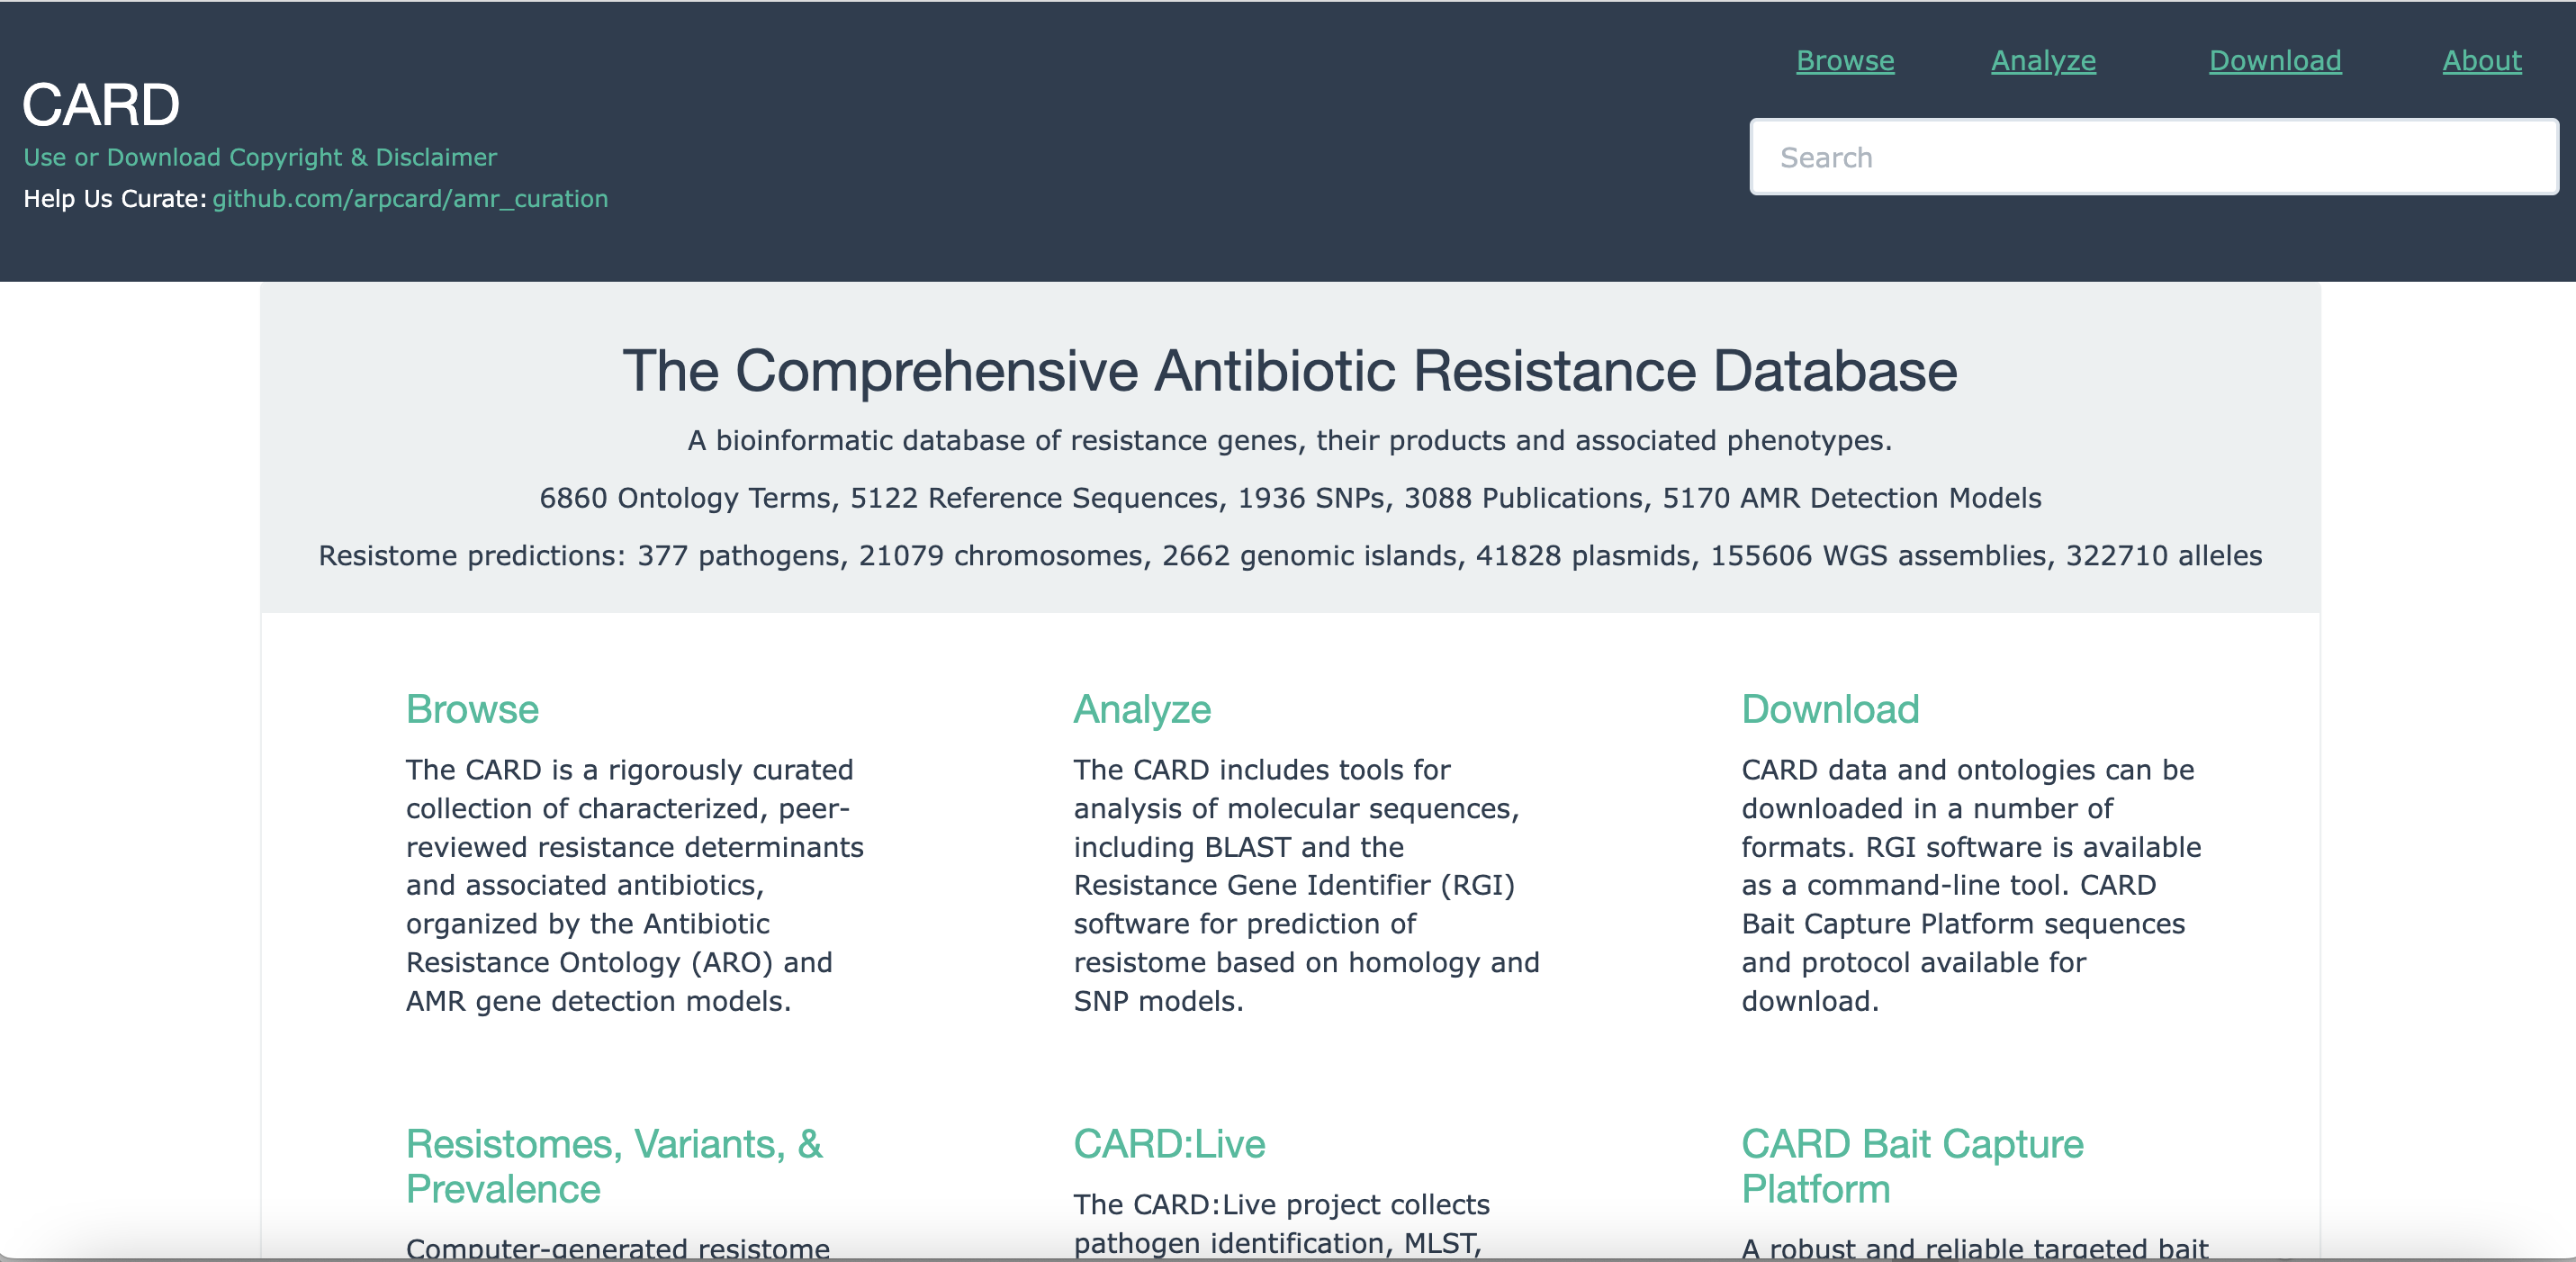 Browse Analyze Download About
CARD
Use or Download Copyright & Disclaimer
Search
Help Us Curate: github.com/arpcard/amr_curation
The Comprehensive Antibiotic Resistance Database
A bioinformatic database of resistance genes, their products and associated phenotypes.
6860 Ontology Terms, 5122 Reference Sequences, 1936 SNPs, 3088 Publications, 5170 AMR Detection Models
Resistome predictions: 377 pathogens, 21079 chromosomes, 2662 genomic islands, 41828 plasmids, 155606 WGS assemblies, 322710 alleles
Browse
The CARD is a rigorously curated
collection of characterized, peer-
reviewed resistance determinants
and associated antibiotics,
organized by the Antibiotic
Resistance Ontology (ARO) and
AMR gene detection models.
Analyze
The CARD includes tools for
analysis of molecular sequences,
including BLAST and the
Resistance Gene Identifier (RGI)
software for prediction of
resistome based on homology and
SNP models.
Download
CARD data and ontologies can be
downloaded in a number of
formats. RGI software is available
as a command-line tool. CARD
Bait Capture Platform sequences
and protocol available for
download.
Resistomes, Variants, &
Prevalence
Computer-generated resistome
CARD:Live
The CARD:Live project collects
pathogen identification, MLST,
CARD Bait Capture
Platform
A robust and reliable targeted bait